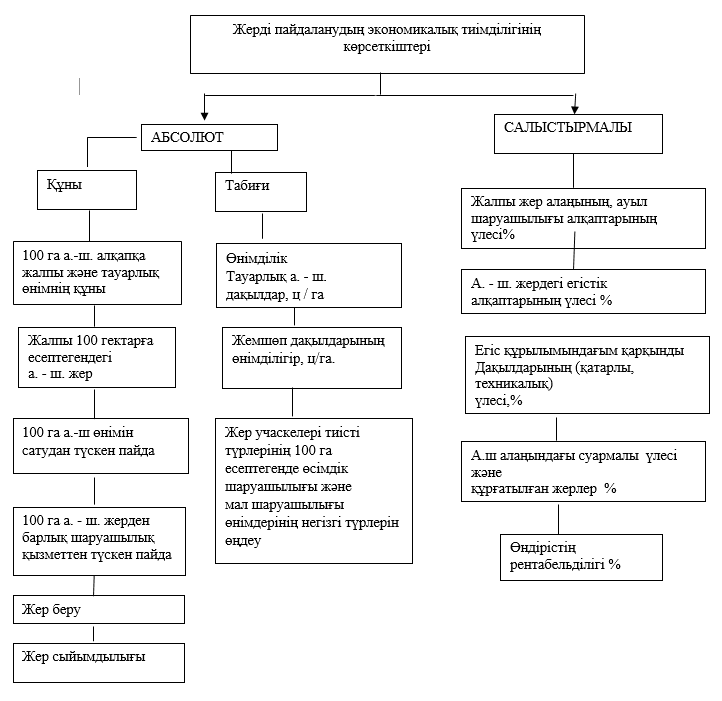 Жерді пайдаланудың экономикалық тиімділігінің
көрсеткіштері
АБСОЛЮТ
САЛЫСТЫРМАЛЫ
Құны
Табиғи
100 га а.-ш. алқапқа
жалпы және тауарлық
өнімнің құны
Жалпы 100 гектарға
есептегендегі
а. - ш. жер
100 га а.-ш өнімін
сатудан түскен пайда
100 га а. - ш. жерден
барлық шаруашылық
қызметтен түскен пайда
Жер беру
Жер сыйымдылығы
Өнімділік
Тауарлық а. - ш.
дақылдар, ц / га
Жемшөп дақылдарының
өнімділігір, ц/га.
Жер учаскелері тиісті
түрлерінің 100 га
есептегенде өсімдік
шаруашылығы және
мал шаруашылығы
өнімдерінің негізгі түрлерін
өңдеу
Жалпы жер алаңының, ауыл
шаруашылығы алқаптарының
үлесі%
А. - ш. жердегі егістік
алқаптарының үлесі %
Егіс құрылымындағым қарқынды
Дақылдарының (қатарлы,
техникалық)
үлесі,%
А.ш алаңындағы суармалы үлесі
және
құрғатылған жерлер %
Өндірістің
рентабельділігі %